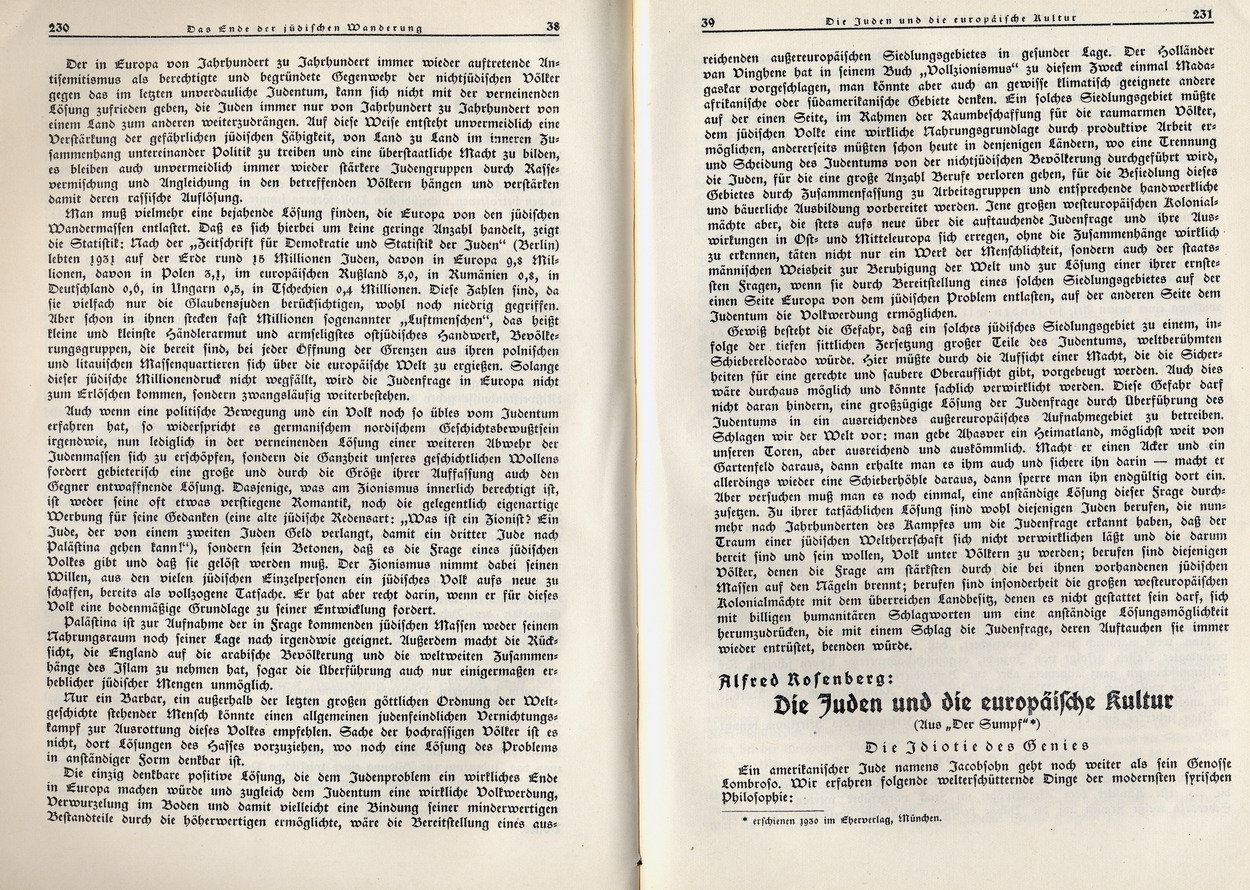 230 Das Ende der jüdischen Wanderung 38
Der in Europa von Jahrhundert zu Jahrhundert immer wieder auftretende An-
tisemitismus als berechtigte und begründete Gegenwehr der nichtjüdischen Völker
gegen das im letzten unverdauliche Judentum, kann sich nicht mit der verneinenden
Lösung zufrieden geben, die Juden immer nur von Jahrhundert zu Jahrhundert von
einem Land zum anderen weiterzudrängen. Auf diese Weise entsteht unvermeidlich eine
Verstärkung der gefährlichen jüdischen Fähigkeit, von Land zu Land im inneren Zu-
sammenhang untereinander Politik zu treiben und eine überstaatliche Macht zu bilden,
es bleiben auch unvermeidlich immer wieder stärkere Judengruppen durch Rasse-
vermischung und Angleichung in den betreffenden Völkern hängen und verstärken
damit deren rassische Auflösung.
Man muß vielmehr eine bejahende Lösung finden, die Europa von den jüdischen
Wandermassen entlastet. Daß es sich hierbei um keine geringe Anzahl handelt, zeigt
die Statistik: Nach der „Zeitschrift für Demokratie und Statistik der Juden“ (Berlin)
lebten 1931 auf der Erde rund 15 Millionen Juden, davon in Europa 9,8 Mil-
lionen, davon in Polen 3,1, im europäischen Rußland 3,0, in Rumänien 0,8, in
Deutschland 0,6, in Ungarn 0,5, in Tschechien 0,4 Millionen. Diese Zahlen sind, da
sie vielfach nur die Glaubensjuden berücksichtigen, wohl noch niedrig gegriffen.
Aber schon in ihnen stecken fast Millionen sogenannter „Luftmenschen“, das heißt
kleine und kleinste Händlerarmut und armseligstes ostjüdisches Handwerk, Bevölke-
rungsgruppen, die bereit sind, bei jeder Öffnung der Grenzen aus ihren polnischen
und litauischen Massenquartieren sich über die europäische Welt zu ergießen. Solange
dieser jüdische Millionendruck nicht wegfällt, wird die Judenfrage in Europa nicht
zum Erlöschen kommen, sondern zwangsläufig weiterbestehen.
Auch wenn eine politische Bewegung und ein Volk noch so übles vom Judentum
erfahren hat, so widerspricht es germanischem nordischem Geschichtsbewußtsein
irgendwie, nun lediglich in der verneinenden Lösung einer weiteren Abwehr der
Judenmassen sich zu erschöpfen, sondern die Ganzheit unseres geschichtlichen Wollens
fordert gebieterisch eine große und durch die Größe ihrer Auffassung auch den
Gegner entwaffnende Lösung. Dasjenige, was am Zionismus innerlich berechtigt ist,
ist weder seine oft etwas verstiegene Romantik, noch die gelegentlich eigenartige
Werbung für seine Gedanken (eine alte jüdische Redensart: „Was ist ein Zionist? Ein
Jude, der von einem zweiten Juden Geld verlangt, damit ein dritter Jude nach
Palästina gehen kann!“), sondern sein Betonen, daß es die Frage eines jüdischen
Volkes gibt und daß sie gelöst werden muß. Der Zionismus nimmt dabei seinen
Willen, aus den vielen jüdischen Einzelpersonen ein jüdisches Volk aufs neue zu
schaffen, bereits als vollzogene Tatsache. Er hat aber recht darin, wenn er für dieses
Volk eine bodenmäßige Grundlage zu seiner Entwicklung fordert.
Palästina ist zur Aufnahme der in Frage kommenden jüdischen Massen weder seinem
Nahrungsraum noch seiner Lage nach irgendwie geeignet. Außerdem macht die Rück-
sicht, die England auf die arabische Bevölkerung und die weltweiten Zusammen-
hänge des Islam zu nehmen hat, sogar die Überführung auch nur einigermaßen er-
heblicher jüdischer Mengen unmöglich.
Nur ein Barbar, ein außerhalb der letzten großen göttlichen Ordnung der Welt-
geschichte stehender Mensch könnte einen allgemeinen judenfeindlichen Vernichtungs-
kampf zur Ausrottung dieses Volkes empfehlen. Sache der hochrassigen Völker ist es
nicht, dort Lösungen des Hasses vorzuziehen, wo noch eine Lösung des Problems
in anständiger Form denkbar ist.
Die einzig denkbare positive Lösung, die dem Judenproblem ein wirkliches Ende
in Europa machen würde und zugleich dem Judentum eine wirkliche Volkwerdung,
Verwurzelung im Boden und damit vielleicht eine Bindung seiner minderwertigen
Bestandteile durch die höherwertigen ermöglichte, wäre die Bereitstellung eines aus-
39 Die Juden und die europäische Kultur 231
reichenden außereuropäischen Siedlungsgebietes in gesunder Lage. Der Holländer
van Vinghene hat in seinem Buch „Vollzionismus“ zu diesem Zweck einmal Mada-
gaskar vorgeschlagen, man könnte aber auch an gewisse klimatisch geeignete andere
afrikanische oder südamerikanische Gebiete denken. Ein solches Siedlungsgebiet müßte
auf der einen Seite, im Rahmen der Raumbeschaffung für die raumarmen Völker,
dem jüdischen Volke eine wirkliche Nahrungsgrundlage durch produktive Arbeit er-
möglichen, andererseits müßten schon heute in denjenigen Ländern, wo eine Trennung
und Scheidung des Judentums von der nichtjüdischen Bevölkerung durchgeführt wird,
die Juden, für die eine große Anzahl Berufe verloren gehen, für die Besiedlung dieses
Gebietes durch Zusammenfassung zu Arbeitsgruppen und entsprechende handwerkliche
und bäuerliche Ausbildung vorbereitet werden. Jene großen westeuropäischen Kolonial-
mächte aber, die stets aufs neue über die auftauchende Judenfrage und ihre Aus-
wirkungen in Ost- und Mitteleuropa sich erregen, ohne die Zusammenhänge wirklich
zu erkennen, täten nicht nur ein Werk der Menschlichkeit, sondern auch der staats-
männischen Weisheit zur Beruhigung der Welt und zur Lösung einer ihrer ernste-
sten Fragen, wenn sie durch Bereitstellung eines solchen Siedlungsgebietes auf der
einen Seite Europa von dem jüdischen Problem entlasten, auf der anderen Seite dem
Judentum die Volkwerdung ermöglichen.
Gewiß besteht die Gefahr, daß ein solches jüdisches Siedlungsgebiet zu einem, in-
folge der tiefen sittlichen Zersetzung großer Teile des Judentums, weltberühmten
Schiebereldorado würde. Hier müßte durch die Aufsicht einer Macht, die die Sicher-
heiten für eine gerechte und saubere Oberaufsicht gibt, vorgebeugt werden. Auch dies
wäre durchaus möglich und könnte sachlich verwirklicht werden. Diese Gefahr darf
nicht daran hindern, eine großzügige Lösung der Judenfrage durch Überführung des
Judentums in ein ausreichendes außereuropäisches Aufnahmegebiet zu betreiben.
Schlagen wir der Welt vor: man gebe Ahasver ein Heimatland, möglichst weit von
unseren Toren, aber ausreichend und auskömmlich. Macht er einen Acker und ein
Gartenfeld daraus, dann erhalte man es ihm auch und sichere ihn darin — macht er
allerdings wieder eine Schieberhöhle daraus, dann sperre man ihn endgültig dort ein.
Aber versuchen muß man es noch einmal, eine anständige Lösung dieser Frage durch-
zusetzen. Zu ihrer tatsächlichen Lösung sind wohl diejenigen Juden berufen, die nun-
mehr nach Jahrhunderten des Kampfes um die Judenfrage erkannt haben, daß der
Traum einer jüdischen Weltherrschaft sich nicht verwirklichen läßt und die darum
bereit sind und sein wollen, Volk unter Völkern zu werden; berufen sind diejenigen
Völker, denen die Frage am stärksten durch die bei ihnen vorhandenen jüdischen
Massen auf den Nägeln brennt; berufen sind insonderheit die großen westeuropäischen
Kolonialmächte mit dem überreichen Landbesitz, denen es nicht gestattet sein darf, sich
mit billigen humanitären Schlagworten um eine anständige Lösungsmöglichkeit
herumzudrücken, die mit einem Schlag die Judenfrage, deren Auftauchen sie immer
wieder entrüstet, beenden würde.
Alfred Rosenberg:
Die Juden und die europäische Kultur
(Aus „Der Sumpf“*)
Die Idiotie des Genies
Ein amerikanischer Jude namens Jacobsohn geht noch weiter als sein Genosse
Lombroso. Wir erfahren folgende welterschütternde Dinge der modernsten syrischen
Philosophie:
* erschienen 1930 im Eherverlag, München.